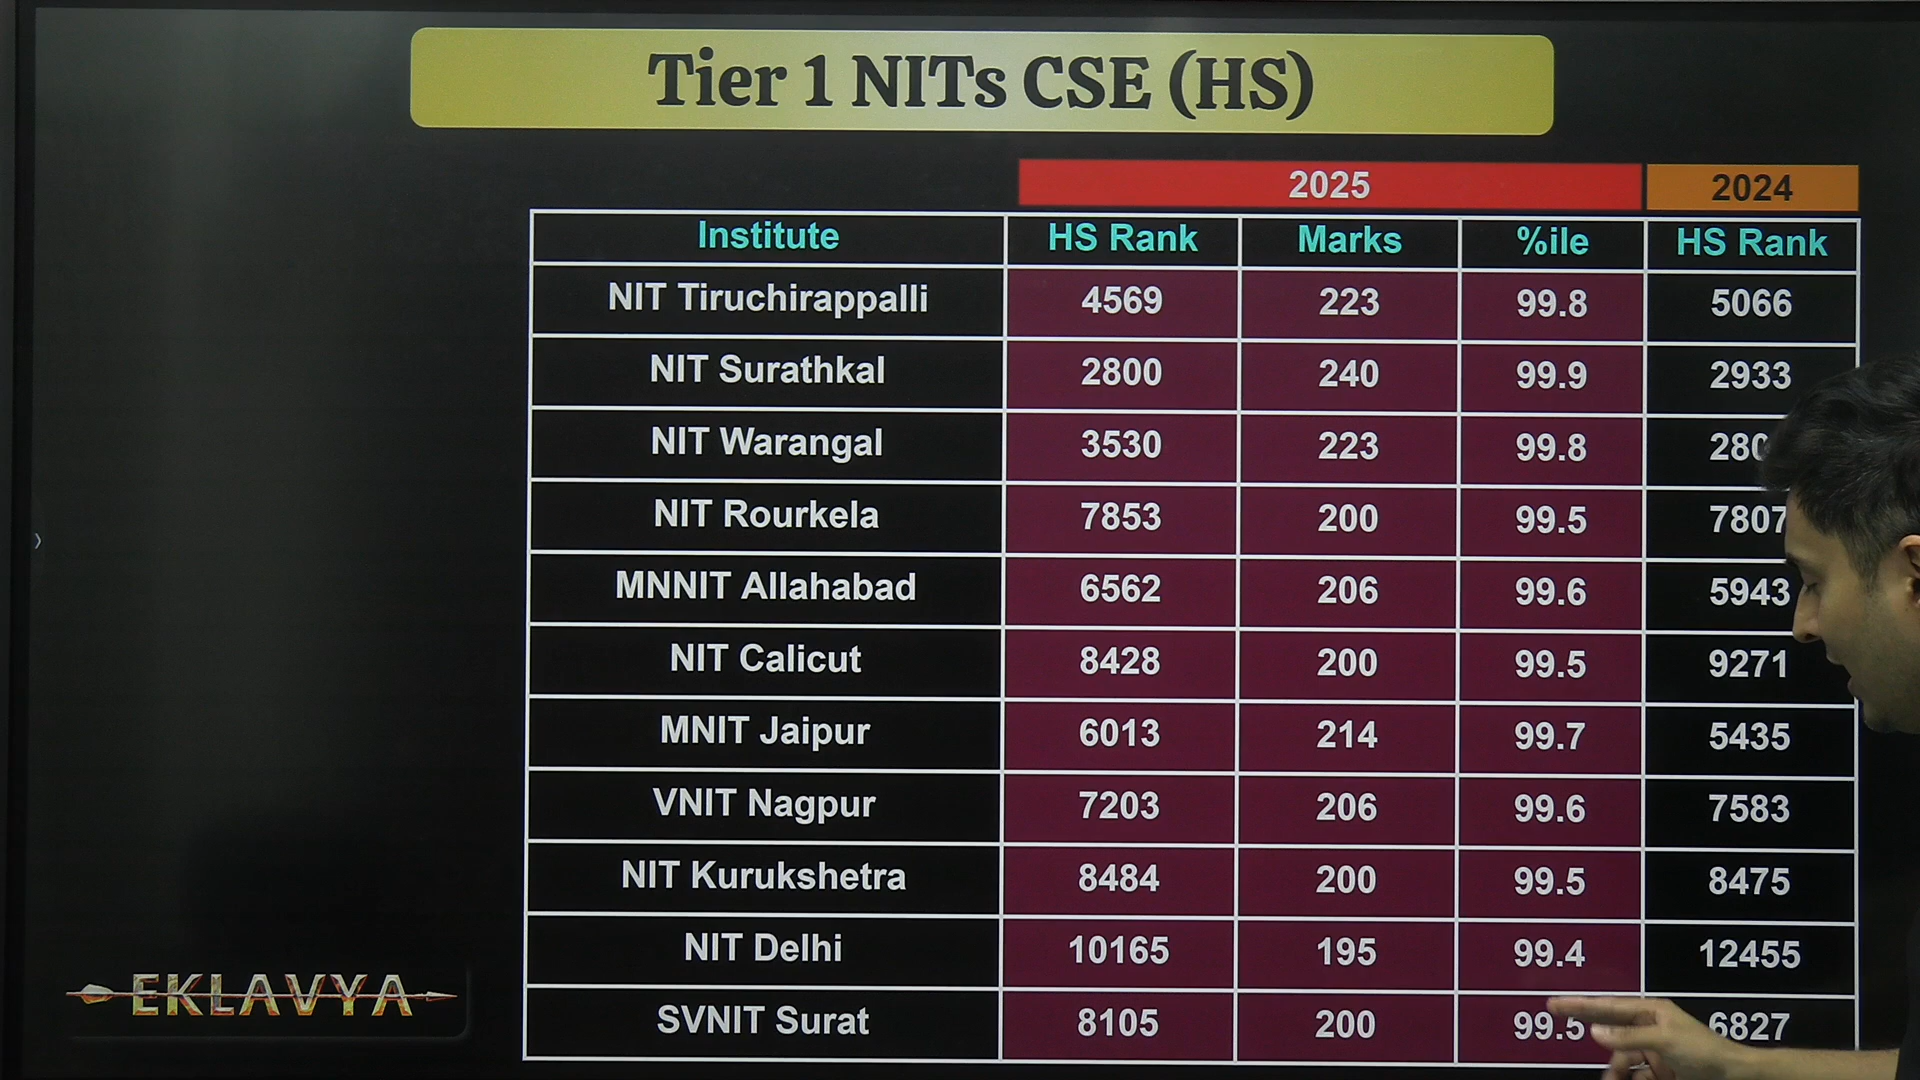 Tier 1 NITs CSE (HS)
2025 2024
Institute HS Rank Marks %ile HS Rank
NIT Tiruchirappalli 4569 223 99.8 5066
NIT Surathkal 2800 240 99.9 2933
NIT Warangal 3530 223 99.8
NIT Rourkela 7853 200 99.5 7807
MNNIT Allahabad 6562 206 99.6 5943
NIT Calicut 8428 200 99.5 9271
MNIT Jaipur 6013 214 99.7 5435
VNIT Nagpur 7203 206 99.6 7583
NIT Kurukshetra 8484 200 99.5 8475
NIT Delhi 10165 195 99.4 12455
SVNIT Surat 8105 200 99.5 6827
EKLAVYA